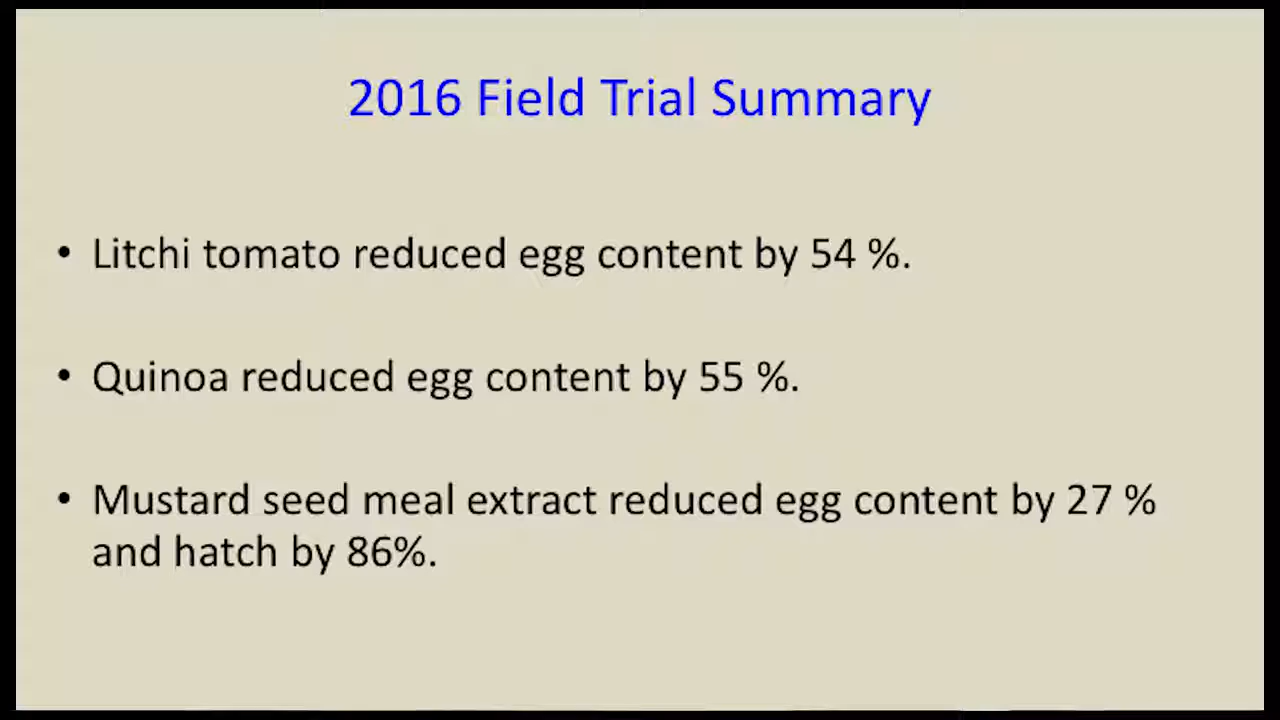 2016 Field Trial Summary
• Litchi tomato reduced egg content by 54 %.
• Quinoa reduced egg content by 55 %.
• Mustard seed meal extract reduced egg content by 27 %
and hatch by 86%.